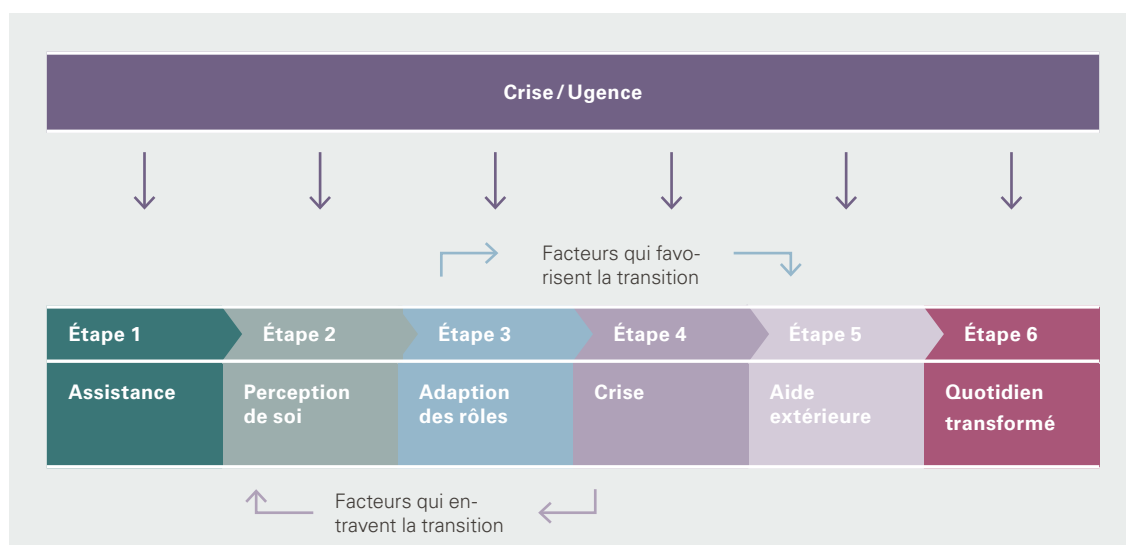 Crise / Ugence
Facteurs qui favo-
risent la transition
Étape 1
Étape 2
Étape 3
Étape 4
Étape 5
Étape 6
Assistance
Perception
de soi
Adaption
des rôles
Crise
Aide
extérieure
Quotidien
transformé
Facteurs qui en-
travent la transition